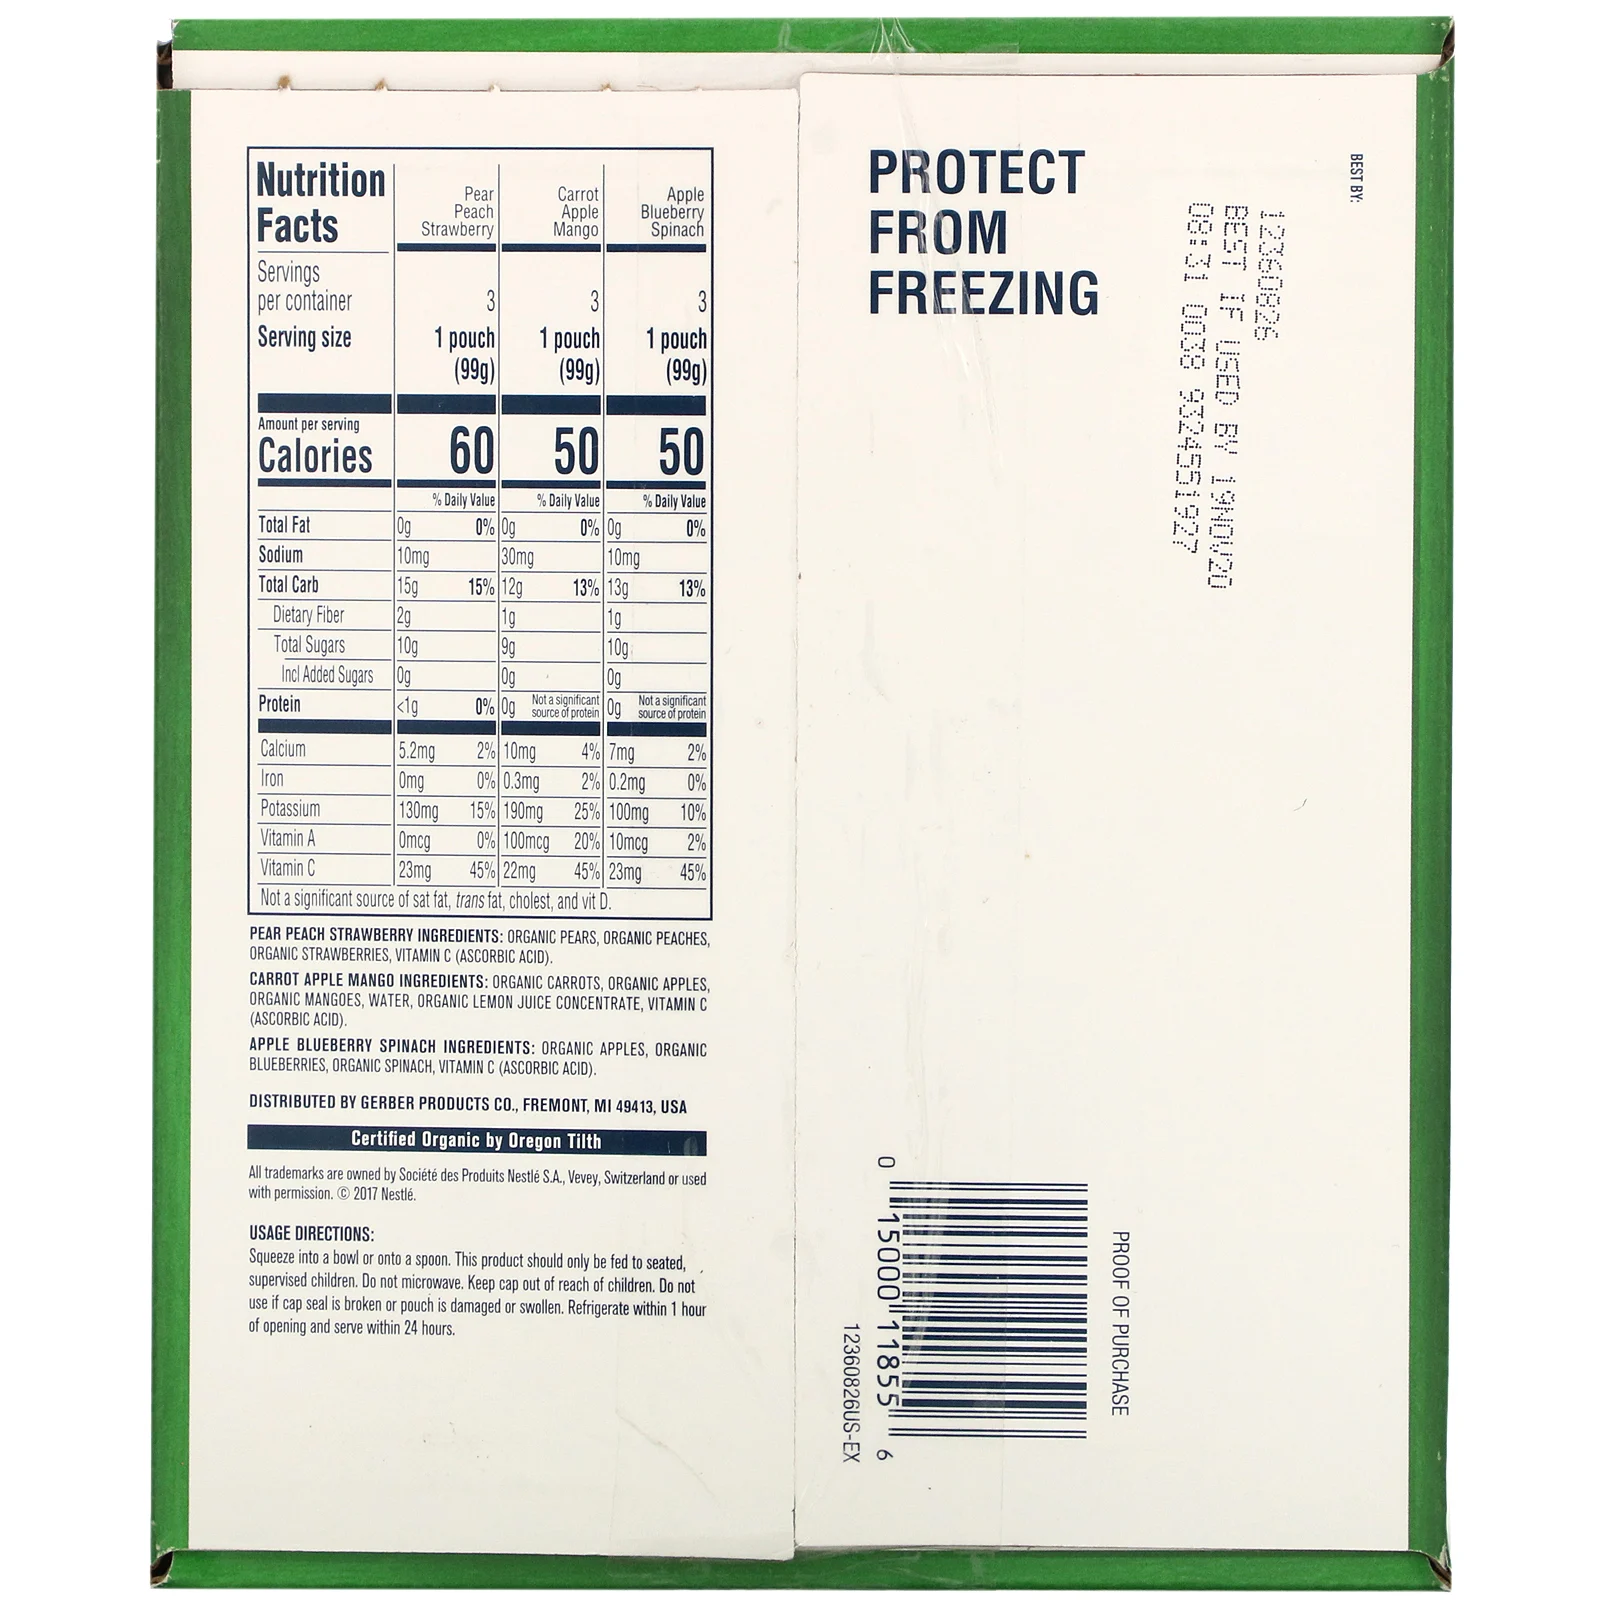 Nutrition
Facts
Pear
Peach
Strawberry
Carrot
Apple
Mango
Apple
Blueberry
Spinach
Servings
per container 3 3 3
Serving size 1 pouch 1 pouch 1 pouch
(99g) (99g) (99g)
Amount per serving
Calories 60 50 50
% Daily Value % Daily Value % Daily Value
Total Fat 0g 0% 0g 0% 0g 0%
Sodium 10mg 30mg 10mg
Total Carb 15g 15% 12g 13% 13g 13%
Dietary Fiber 2g 1g 1g
Total Sugars 10g 9g 10g
Incl Added Sugars 0g 0g 0g
Protein <1g 0% 0g Not a significant source of protein 0g Not a significant source of protein
Calcium 5.2mg 2% 10mg 4% 7mg 2%
Iron 0mg 0% 0.3mg 2% 0.2mg 0%
Potassium 130mg 15% 190mg 25% 100mg 10%
Vitamin A 0mcg 0% 100mcg 20% 10mcg 2%
Vitamin C 23mg 45% 22mg 45% 23mg 45%
Not a significant source of sat fat, trans fat, cholest, and vit D.
PEAR PEACH STRAWBERRY INGREDIENTS: ORGANIC PEARS, ORGANIC PEACHES,
ORGANIC STRAWBERRIES, VITAMIN C (ASCORBIC ACID).
CARROT APPLE MANGO INGREDIENTS: ORGANIC CARROTS, ORGANIC APPLES,
ORGANIC MANGOES, WATER, ORGANIC LEMON JUICE CONCENTRATE, VITAMIN C
(ASCORBIC ACID).
APPLE BLUEBERRY SPINACH INGREDIENTS: ORGANIC APPLES, ORGANIC
BLUEBERRIES, ORGANIC SPINACH, VITAMIN C (ASCORBIC ACID).
DISTRIBUTED BY GERBER PRODUCTS CO., FREMONT, MI 49413, USA
Certified Organic by Oregon Tilth
All trademarks are owned by Société des Produits Nestlé S.A., Vevey, Switzerland or used
with permission. © 2017 Nestlé.
USAGE DIRECTIONS:
Squeeze into a bowl or onto a spoon. This product should only be fed to seated,
supervised children. Do not microwave. Keep cap out of reach of children. Do not
use if cap seal is broken or pouch is damaged or swollen. Refrigerate within 1 hour
of opening and serve within 24 hours.
PROTECT
FROM
FREEZING
BEST BY:
12360826
BEST IF USED BY 19NOV20
08:31 0038 9324551927
PROOF OF PURCHASE
0 15000 11855 6
12360826US-EX